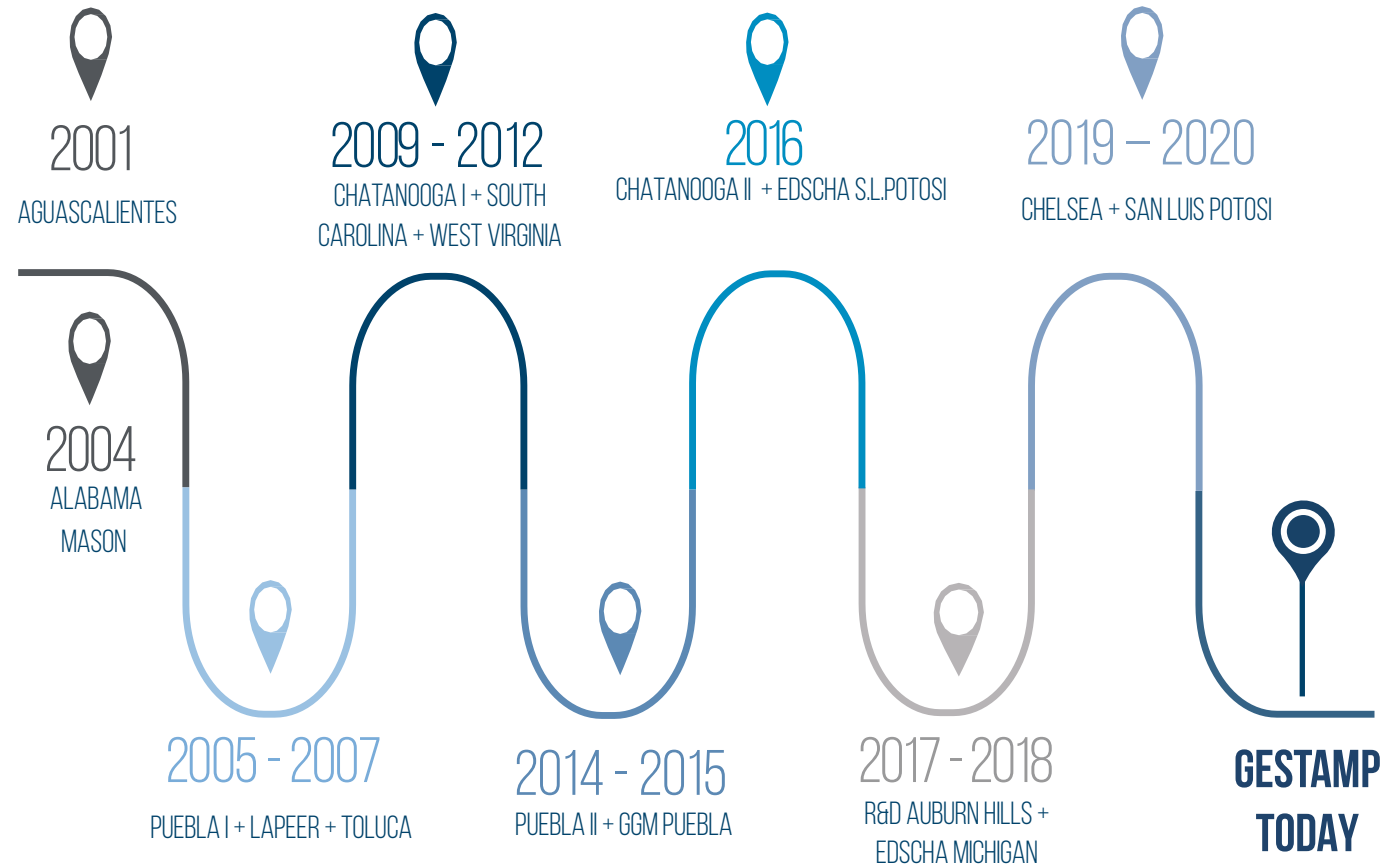 2001
AGUASCALIENTES
2004
ALABAMA
MASON
2005 - 2007
PUEBLA I + LAPEER + TOLUCA
2009 - 2012
CHATANOOGA I + SOUTH
CAROLINA + WEST VIRGINIA
2014 - 2015
PUEBLA II + GGM PUEBLA
2016
CHATANOOGA II + EDSCHA S.L.POTOSI
2017 - 2018
R&D AUBURN HILLS +
EDSCHA MICHIGAN
2019 – 2020
CHELSEA + SAN LUIS POTOSI
GESTAMP
TODAY